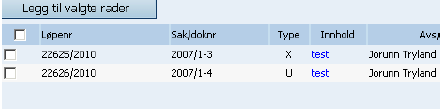 Legg til valgte rader
Løpenr Sak/doknr Type Innhold Avs
22625/2010 2007/1-3 X test Jorunn Tryland
22626/2010 2007/1-4 U test Jorunn Tryland